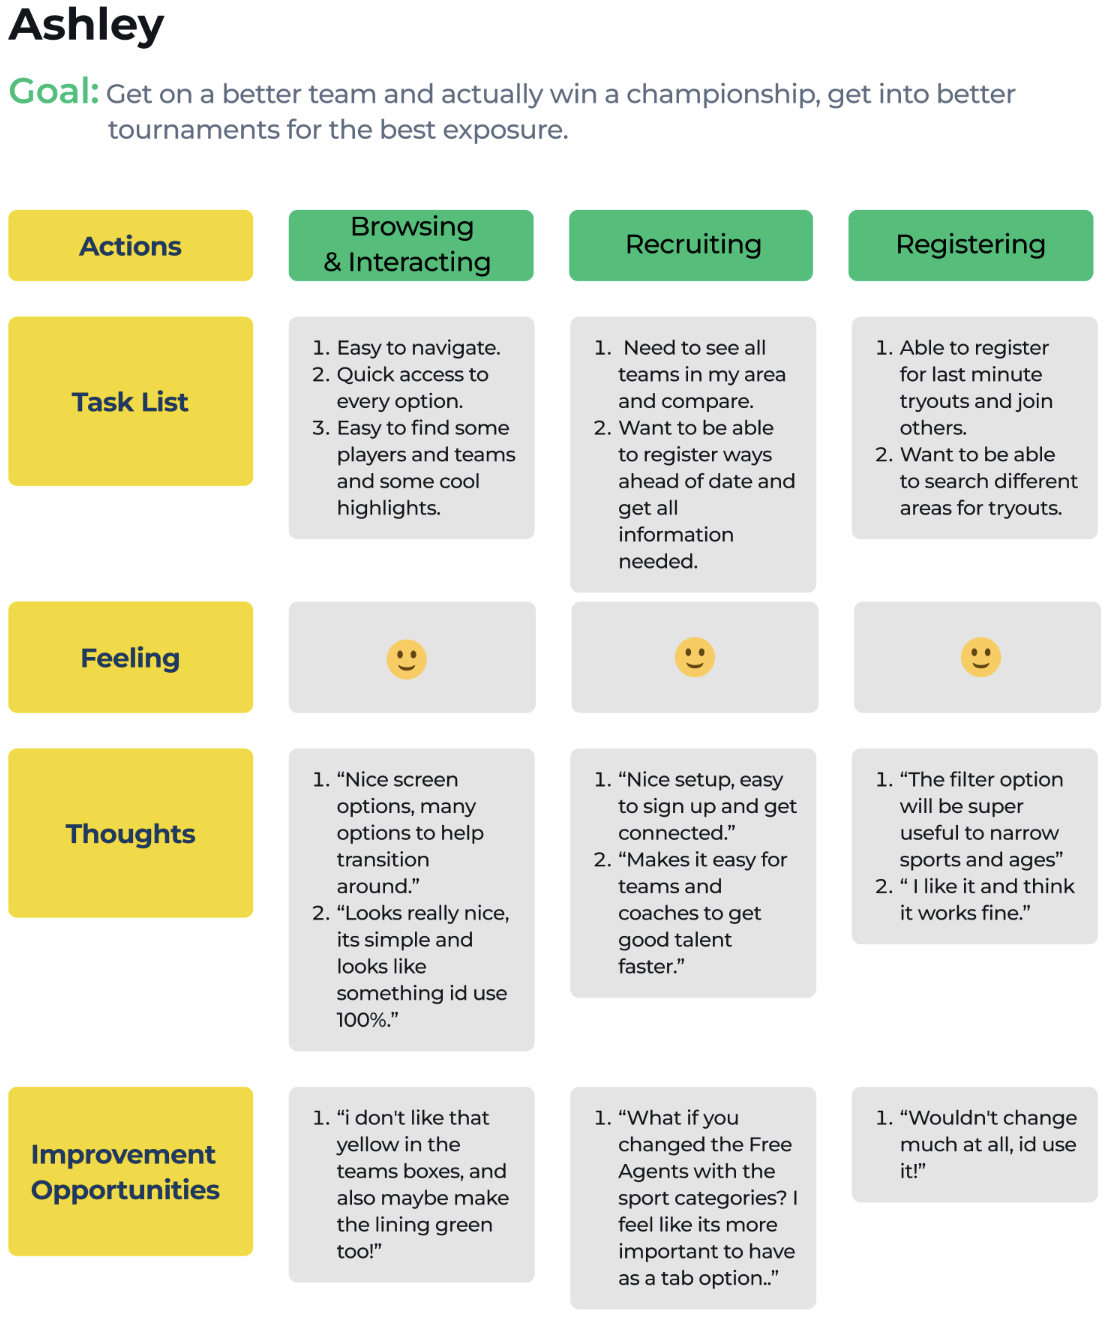 Ashley
Goal: Get on a better team and actually win a championship, get into better
tournaments for the best exposure.
Actions
Browsing
& Interacting
Recruiting
Registering
Task List
1. Easy to navigate.
2. Quick access to
every option.
3. Easy to find some
players and teams
and some cool
highlights.
1. Need to see all
teams in my area
and compare.
2. Want to be able
to register ways
ahead of date and
get all
information
needed.
1. Able to register
for last minute
tryouts and join
others.
2. Want to be able
to search different
areas for tryouts.
Feeling
Thoughts
1. “Nice screen
options, many
options to help
transition
around.”
2. “Looks really nice,
its simple and
looks like
something id use
100%.”
1. “Nice setup, easy
to sign up and get
connected.”
2. “Makes it easy for
teams and
coaches to get
good talent
faster.”
1. “The filter option
will be super
useful to narrow
sports and ages”
2. “ I like it and think
it works fine.”
Improvement
Opportunities
1. “i don't like that
yellow in the
teams boxes, and
also maybe make
the lining green
too!”
1. “What if you
changed the Free
Agents with the
sport categories? I
feel like its more
important to have
as a tab option..”
1. “Wouldn't change
much at all, id use
it!”